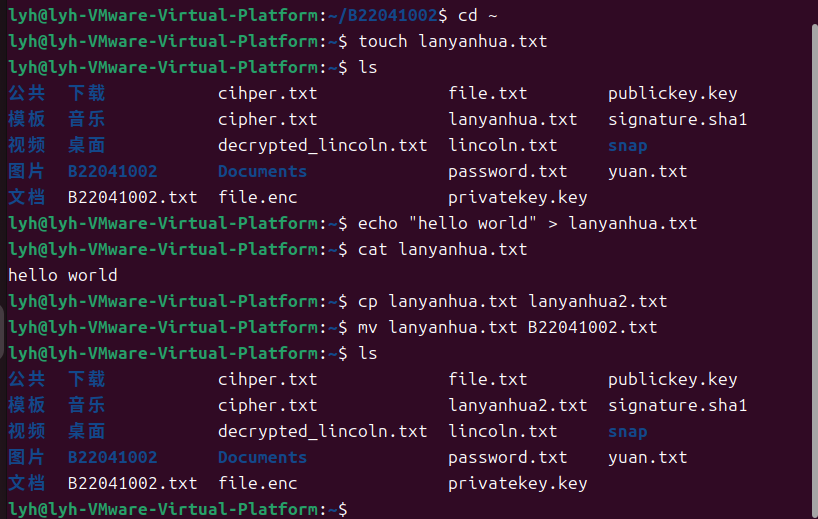 lyh@lyh-VMware-Virtual-Platform:~/B22041002$ cd ~
lyh@lyh-VMware-Virtual-Platform:~$ touch lanyanhua.txt
lyh@lyh-VMware-Virtual-Platform:~$ ls
公共 下载 cihper.txt file.txt publickey.key
模板 音乐 cipher.txt lanyanhua.txt signature.sha1
视频 桌面 decrypted_lincoln.txt lincoln.txt snap
图片 B22041002 Documents password.txt yuan.txt
文档 B22041002.txt file.enc privatekey.key
lyh@lyh-VMware-Virtual-Platform:~$ echo "hello world" > lanyanhua.txt
lyh@lyh-VMware-Virtual-Platform:~$ cat lanyanhua.txt
hello world
lyh@lyh-VMware-Virtual-Platform:~$ cp lanyanhua.txt lanyanhua2.txt
lyh@lyh-VMware-Virtual-Platform:~$ mv lanyanhua.txt B22041002.txt
lyh@lyh-VMware-Virtual-Platform:~$ ls
公共 下载 cihper.txt file.txt publickey.key
模板 音乐 cipher.txt lanyanhua2.txt signature.sha1
视频 桌面 decrypted_lincoln.txt lincoln.txt snap
图片 B22041002 Documents password.txt yuan.txt
文档 B22041002.txt file.enc privatekey.key
lyh@lyh-VMware-Virtual-Platform:~$